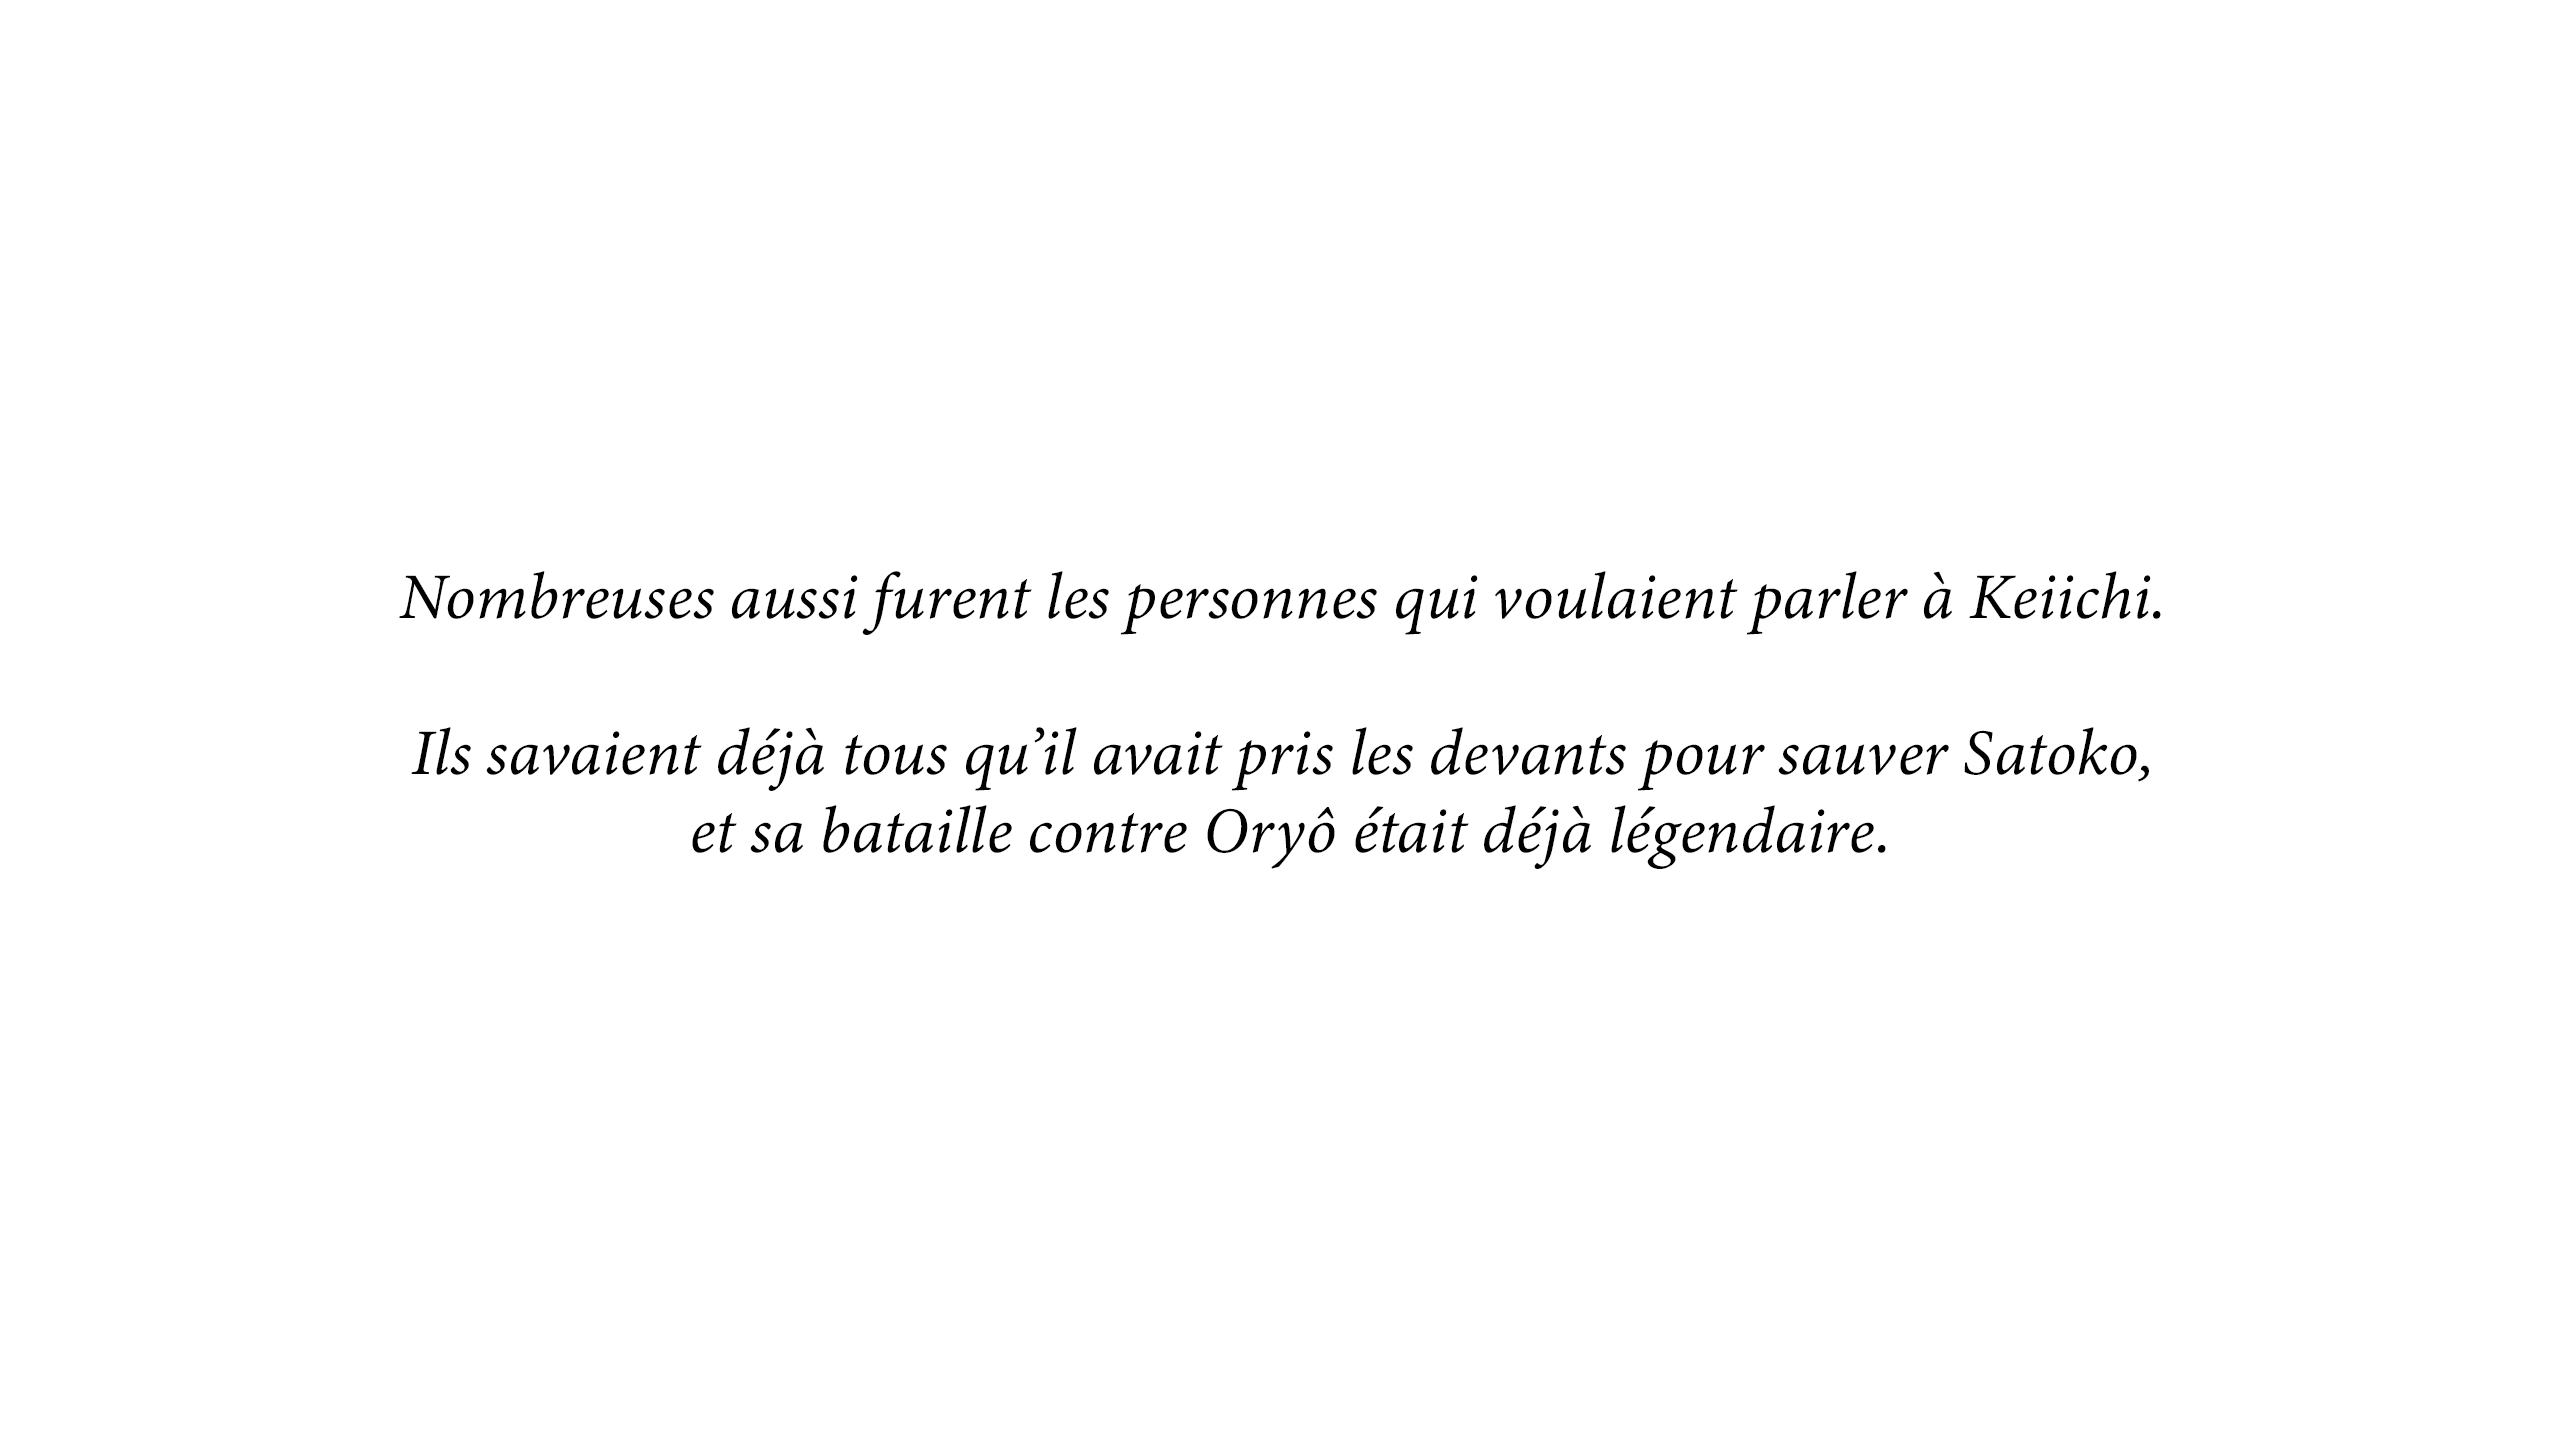 Nombreuses aussi furent les personnes qui voulaient parler à Keiichi.
Ils savaient déjà tous qu’il avait pris les devants pour sauver Satoko,
et sa bataille contre Oryô était déjà légendaire.